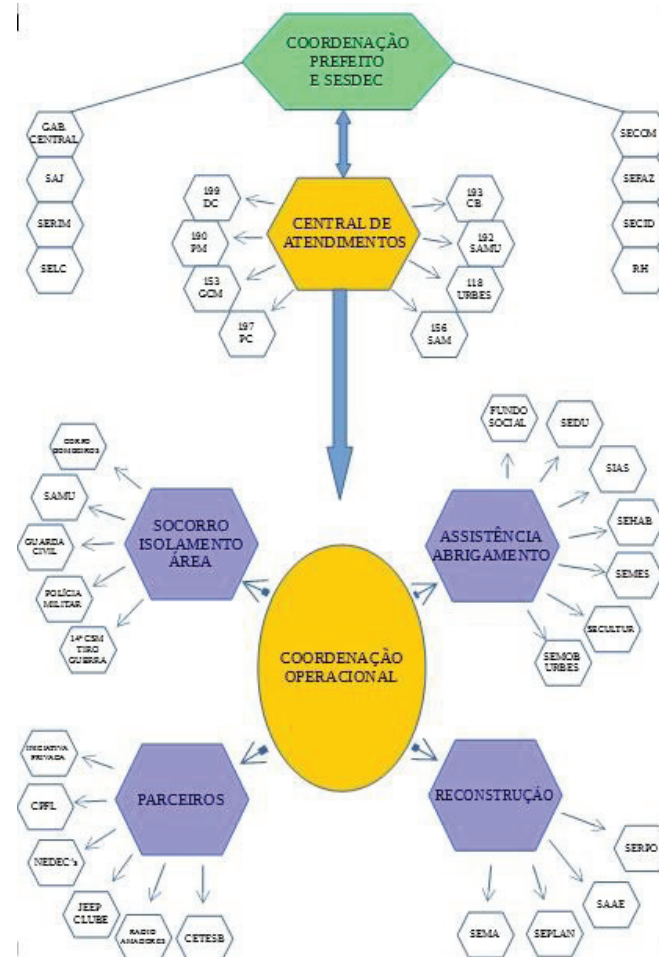 COORDENAÇÃO
PREFEITO
E SESDEC
GAB.
CENTRAL
SAJ
SERIM
SELC
SECOM
SEFAZ
SECID
RH
CENTRAL DE
ATENDIMENTOS
199
DC
190
PM
153
GCM
197
PC
193
CB
192
SAMU
118
URBES
156
SAM
SOCORRO
ISOLAMENTO
ÁREA
SAMU
GUARDA
CIVIL
POLÍCIA
MILITAR
14ª CSM
TIRO
GUERRA
ASSISTÊNCIA
ABRIGAMENTO
FUNDO
SOCIAL
SEDU
SIAS
SEHAB
SEMES
SECULTUR
SEMOB
URBES
COORDENAÇÃO
OPERACIONAL
PARCEIROS
INICIATIVA
PRIVADA
CPFL
NEDEC's
JEEP
CLUBE
RADIO
AMADORES
CETESB
RECONSTRUÇÃO
SERPO
SAAE
SEPLAN
SEMA